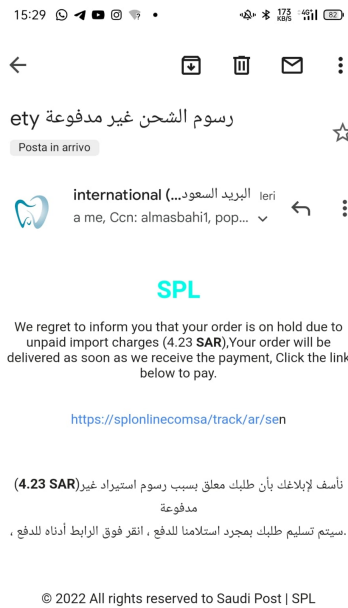 15:29
173 KB/S
4G+
82
رسوم الشحن غير مدفوعة ety
Posta in arrivo
international (...البريد السعود
Ieri
a me, Ccn: almasbahi1, pop...
SPL
We regret to inform you that your order is on hold due to
unpaid import charges (4.23 SAR),Your order will be
delivered as soon as we receive the payment, Click the link
below to pay.
https://splonlinecomsa/track/ar/sen
نأسف لإبلاغك بأن طلبك معلق بسبب رسوم استيراد غير(4.23 SAR)
مدفوعة
.سيتم تسليم طلبك بمجرد استلامنا للدفع ، انقر فوق الرابط أدناه للدفع ،
© 2022 All rights reserved to Saudi Post | SPL